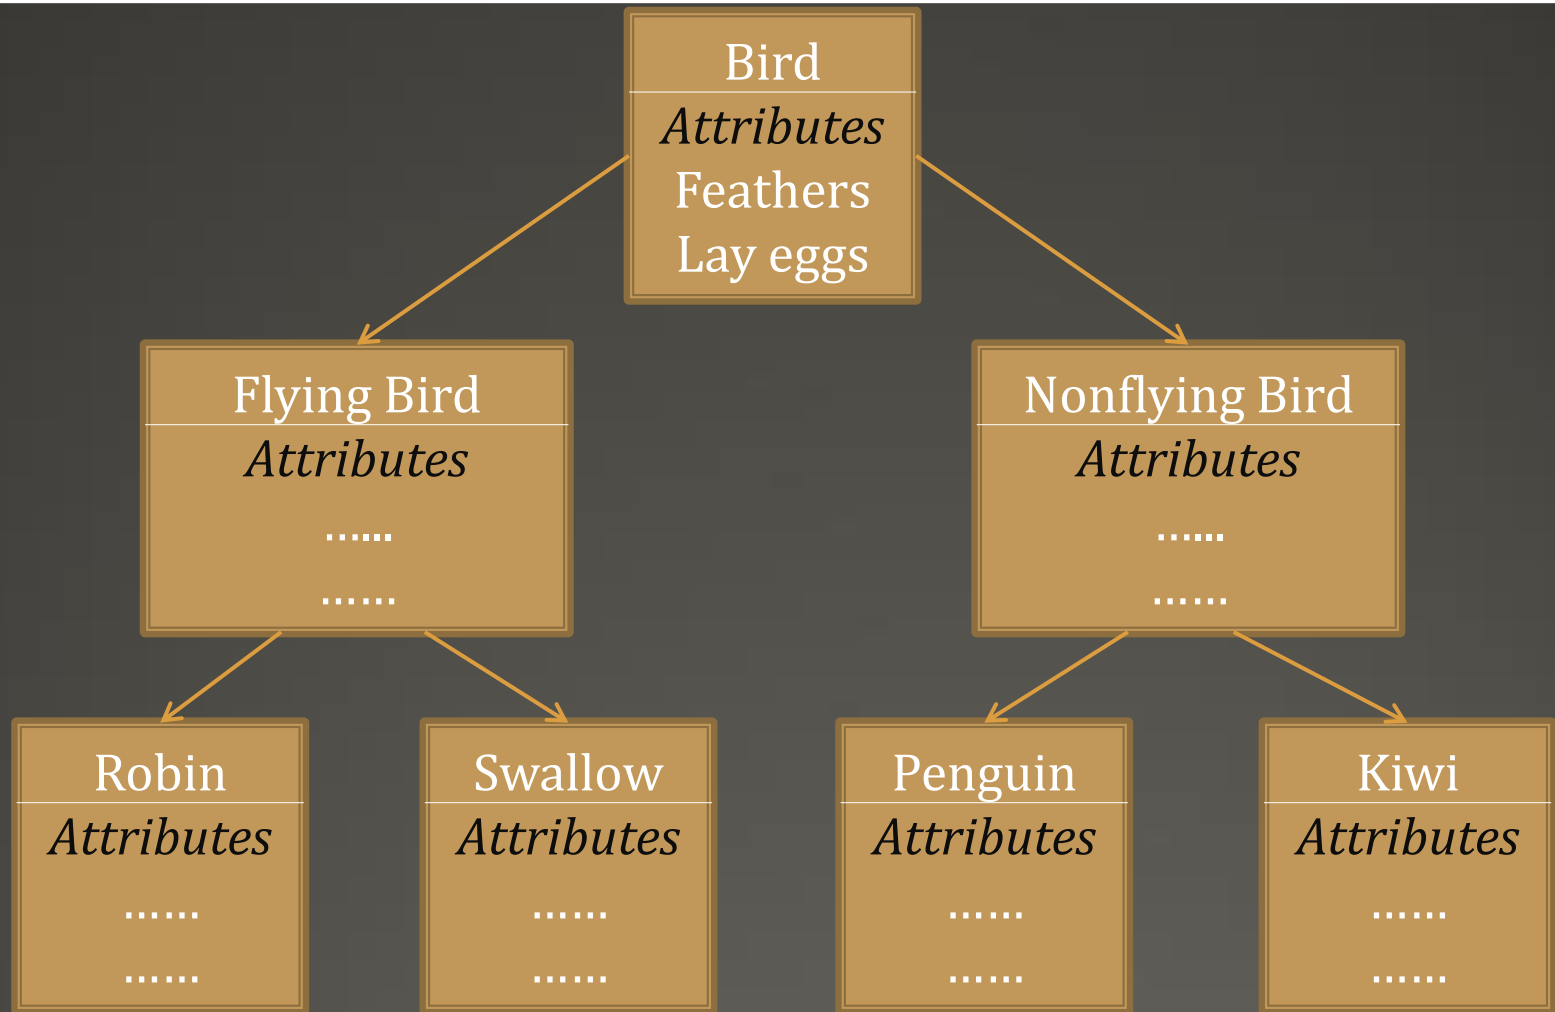 Bird
Attributes
Feathers
Lay eggs
Flying Bird
Attributes
......
......
Nonflying Bird
Attributes
......
......
Robin
Attributes
......
......
Swallow
Attributes
......
......
Penguin
Attributes
......
......
Kiwi
Attributes
......
......